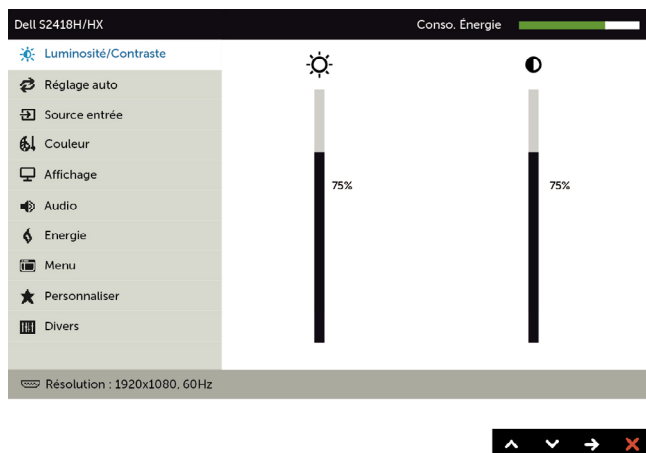 Dell S2418H/HX
Conso. Énergie
Luminosité/Contraste
Réglage auto
Source entrée
Couleur
Affichage
Audio
Energie
Menu
Personnaliser
Divers
75%
75%
Résolution : 1920x1080, 60Hz